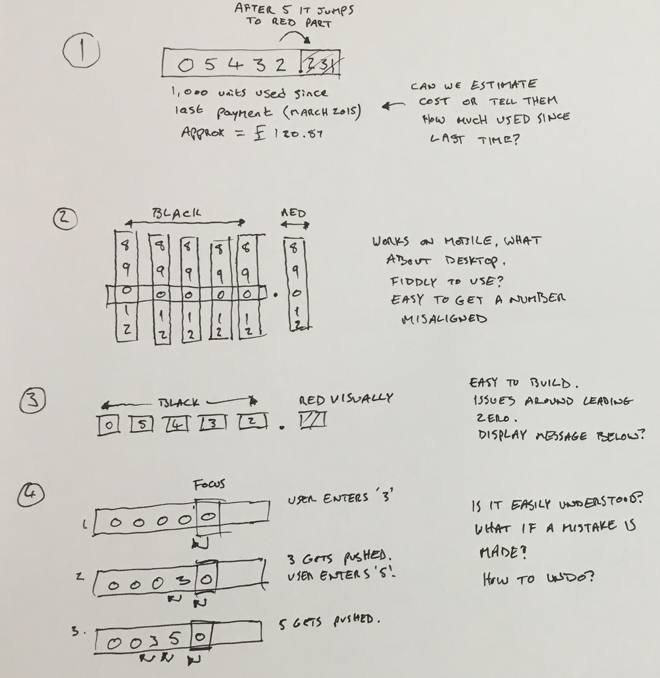 AFTER 5 IT JUMPS
TO RED PART
1
0 5 4 3 2 . 231
1,000 units used since
last payment (MARCH 2015)
Approx = £120.87
CAN WE ESTIMATE
COST OR TELL THEM
HOW MUCH USED SINCE
LAST TIME?
2
BLACK
RED
8 8 8 8 8 8
9 9 9 9 9 9
0 0 0 0 0 . 0
1 1 1 1 1 1
2 2 2 2 2 2
WORKS ON MOBILE, WHAT
ABOUT DESKTOP.
FIDDLY TO USE?
EASY TO GET A NUMBER
MISALIGNED
3
BLACK
RED VISUALLY
0 5 4 3 2 .
EASY TO BUILD.
ISSUES AROUND LEADING
ZERO.
DISPLAY MESSAGE BELOW?
4
FOCUS
1. 0 0 0 0 0
USER ENTERS '3'
2 0 0 0 3 0
3 GETS PUSHED.
USER ENTERS '5'.
3. 0 0 3 5 0
5 GETS PUSHED.
IS IT EASILY UNDERSTOOD?
WHAT IF A MISTAKE IS
MADE?
HOW TO UNDO?